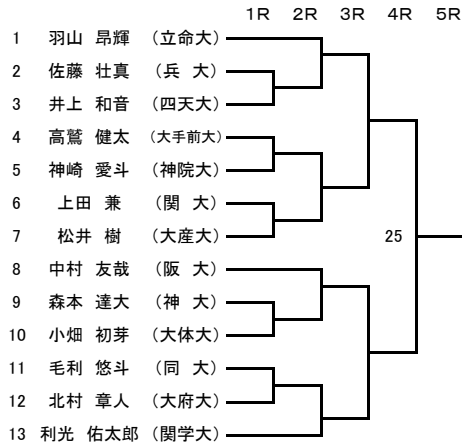 1R 2R 3R 4R 5R
1 羽山 昂輝 (立命大)
2 佐藤 壮真 (兵 大)
3 井上 和音 (四天大)
4 高鷲 健太 (大手前大)
5 神崎 愛斗 (神院大)
6 上田 兼 (関 大)
7 松井 樹 (大産大)
25
8 中村 友哉 (阪 大)
9 森本 達大 (神 大)
10 小畑 初芽 (大体大)
11 毛利 悠斗 (同 大)
12 北村 章人 (大府大)
13 利光 佑太郎 (関学大)